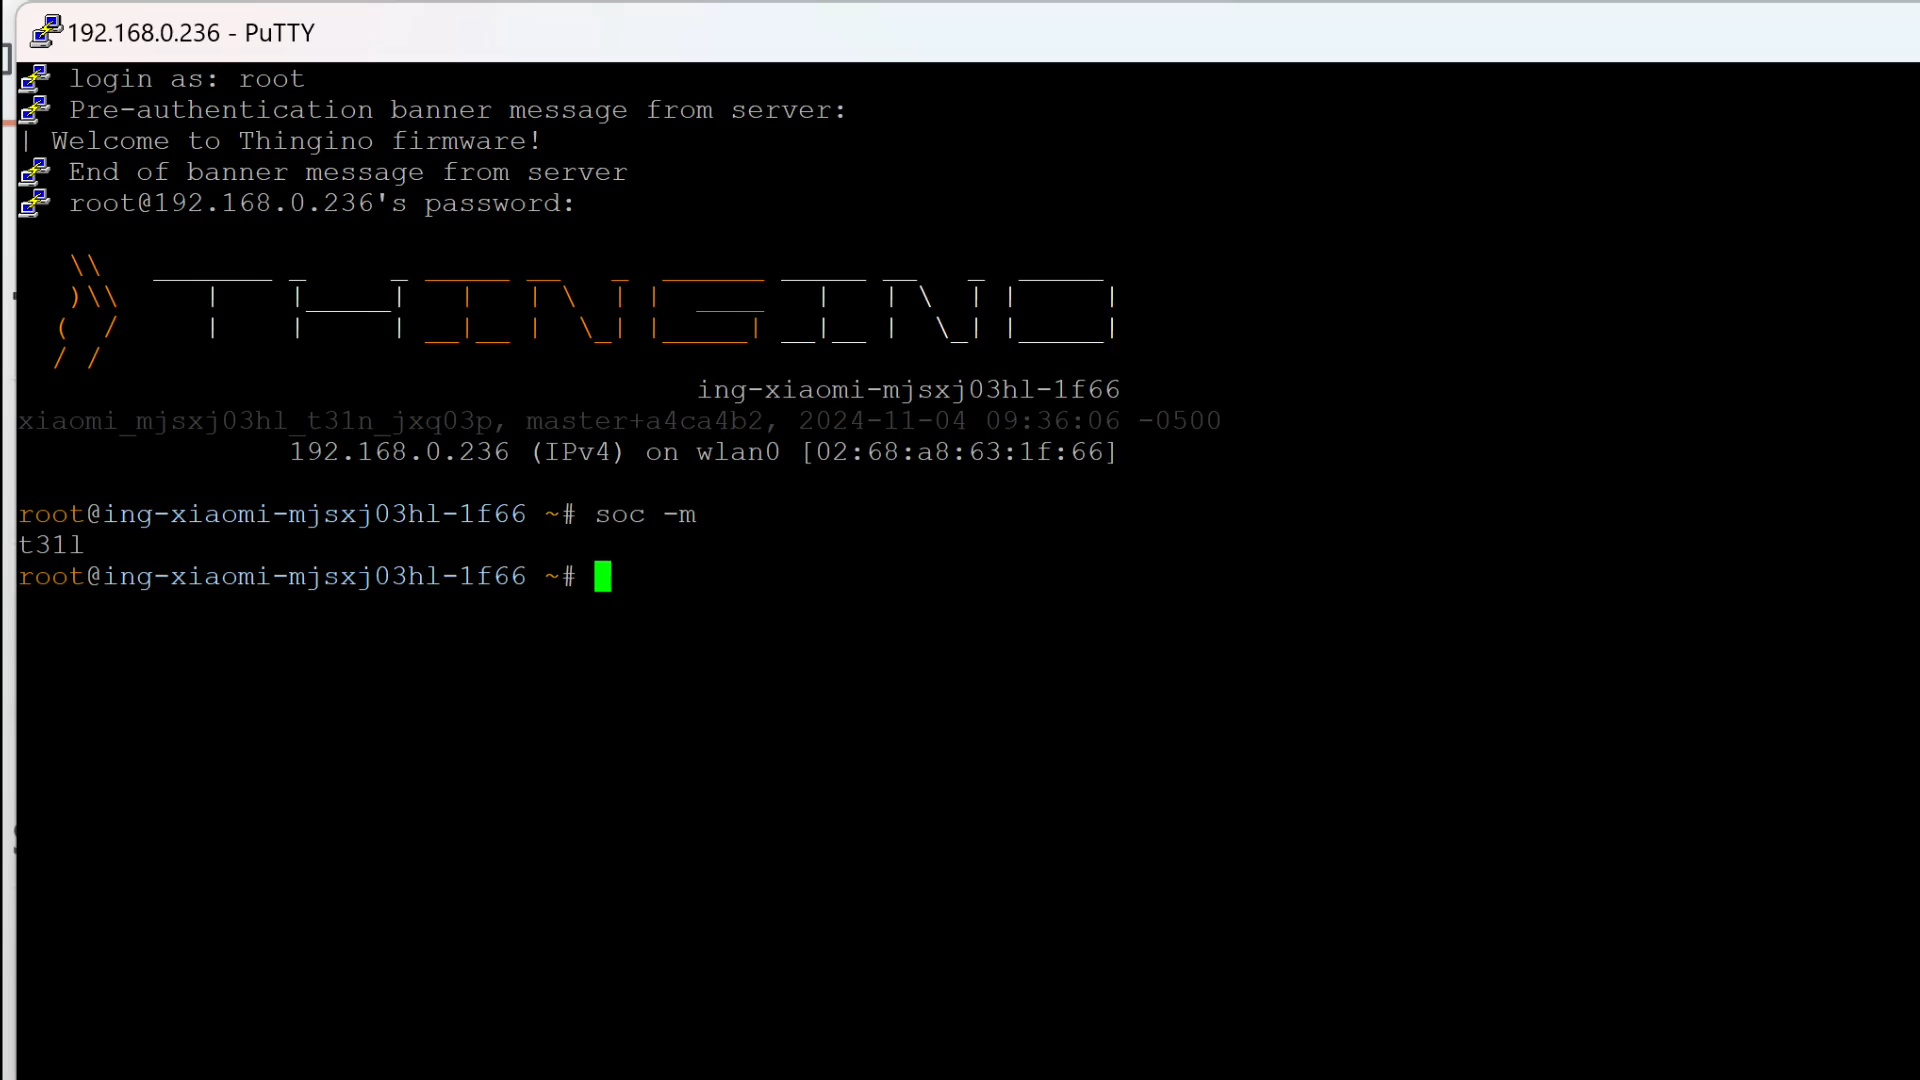 192.168.0.236 - PuTTY
login as: root
Pre-authentication banner message from server:
| Welcome to Thingino firmware!
End of banner message from server
root@192.168.0.236's password:
THINGINO
ing-xiaomi-mjsxj03hl-1f66
xiaomi_mjsxj03hl_t31n_jxq03p, master+a4ca4b2, 2024-11-04 09:36:06 -0500
192.168.0.236 (IPv4) on wlan0 [02:68:a8:63:1f:66]
root@ing-xiaomi-mjsxj03hl-1f66 ~# soc -m
t31l
root@ing-xiaomi-mjsxj03hl-1f66 ~#